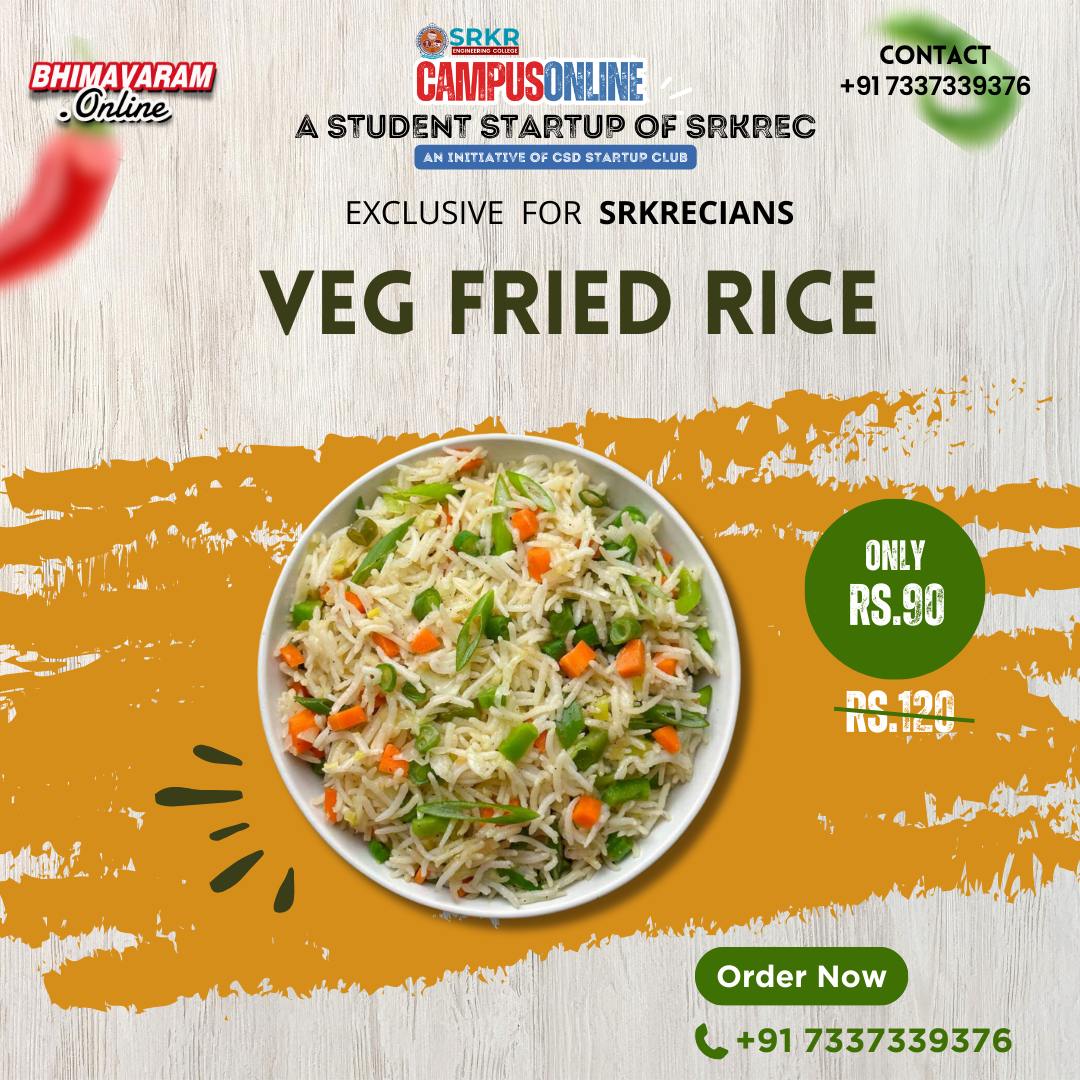 BHIMAVARAM
.Online
SRKR
ENGINEERING COLLEGE
CAMPUSONLINE
A STUDENT STARTUP OF SRKREC
AN INITIATIVE OF CSD STARTUP CLUB
CONTACT
+91 7337339376
EXCLUSIVE FOR SRKRECIANS
VEG FRIED RICE
ONLY
RS.90
RS.120
Order Now
+91 7337339376